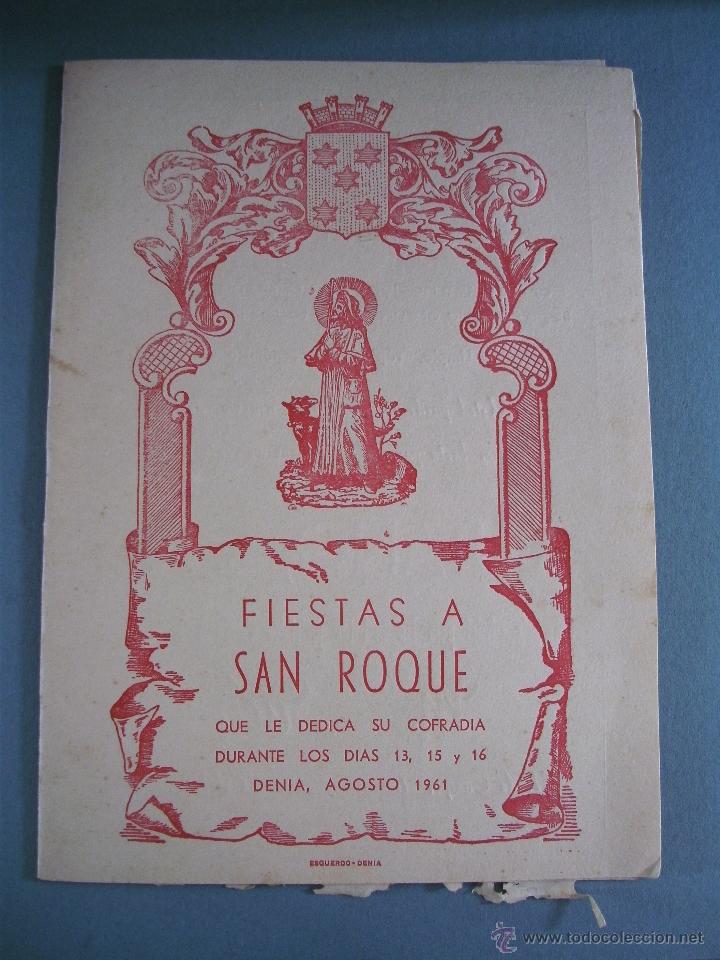 FIESTAS A
SAN ROQUE
QUE LE DEDICA SU COFRADIA
DURANTE LOS DIAS 13, 15 y 16
DENIA, AGOSTO 1961
ESQUERDO - DENIA
www.todocoleccion.net